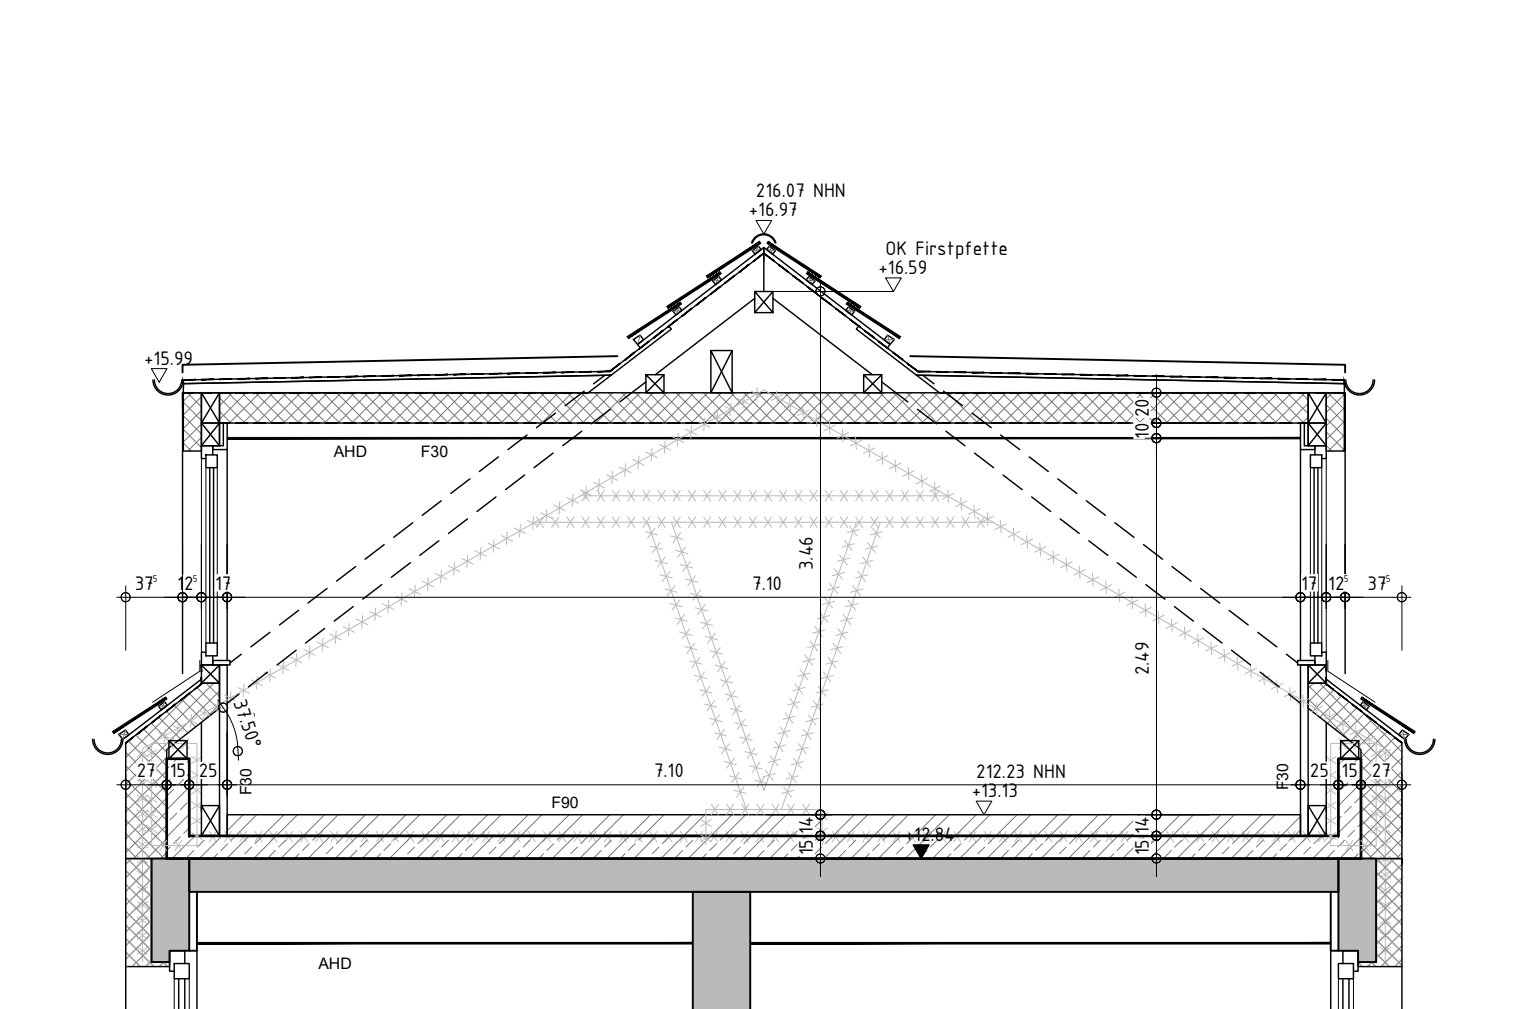 216.07 NHN
+16.97
OK Firstpfette
+16.59
+15.99
10 20
AHD F30
3.46
37⁵ 12⁵ 17 7.10 17 12⁵ 37⁵
2.49
37.50°
27 15 25 F30 7.10 212.23 NHN F30 25 15 27
+13.13
F90
15 14 +12.84 15 14
AHD